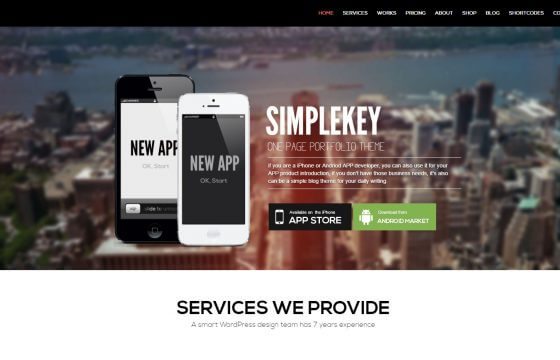 HOME SERVICES WORKS PRICING ABOUT SHOP BLOG SHORTCODES
SIMPLEKEY
ONE PAGE PORTFOLIO THEME
If you are a iPhone or Andriod APP developer, you can also use it for your
APP product introduction, if you don't have those business needs, it's also
can be a simple blog theme for your daily writing.
NEW APP
OK, Start
slide to
NEW APP
OK, Start
Available on the iPhone
APP STORE
Download from
ANDROID MARKET
SERVICES WE PROVIDE
A smart WordPress design team has 7 years experience